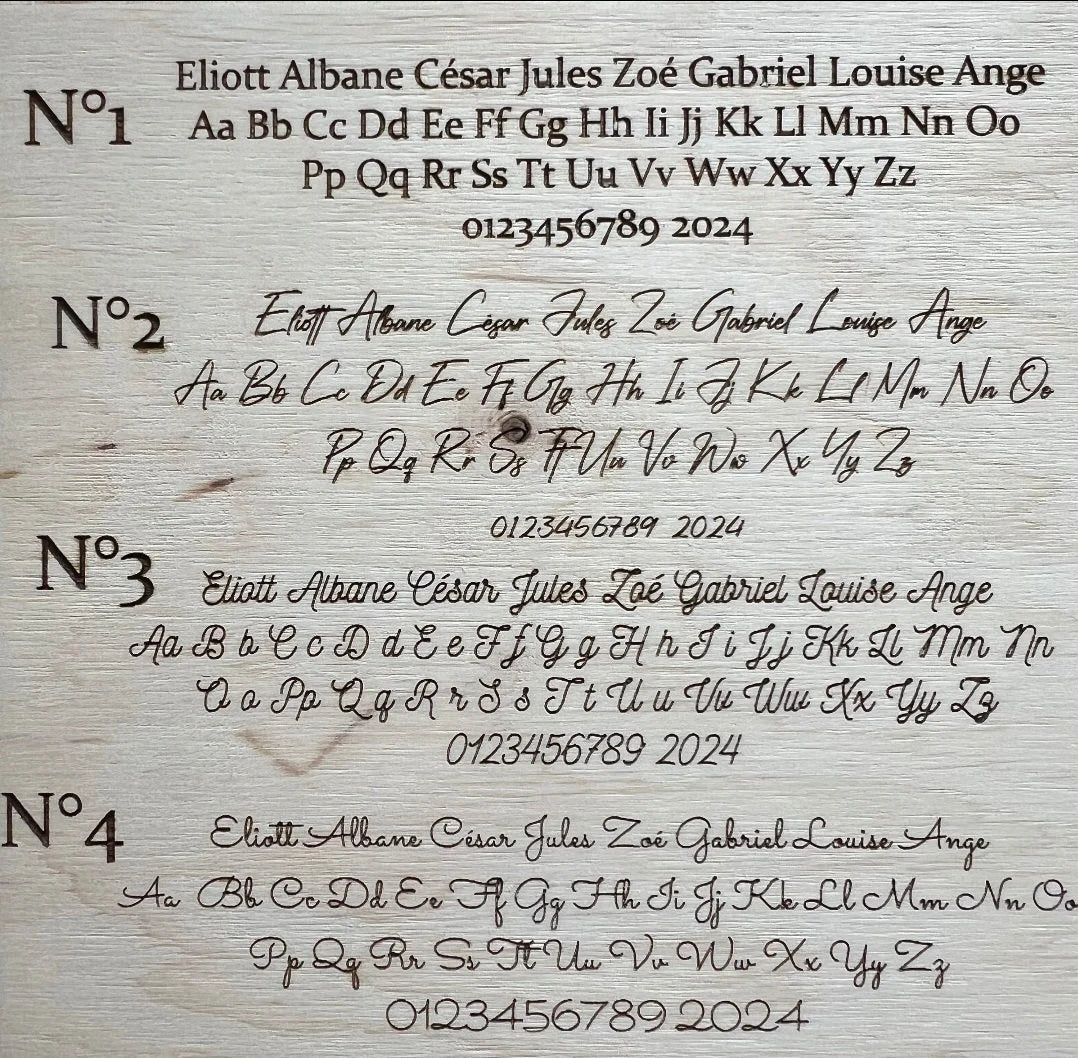 N°1
Eliott Albane César Jules Zoé Gabriel Louise Ange
Aa Bb Cc Dd Ee Ff Gg Hh Ii Jj Kk Ll Mm Nn Oo
Pp Qq Rr Ss Tt Uu Vv Ww Xx Yy Zz
0123456789 2024
N°2
Eliott Albane César Jules Zoé Gabriel Louise Ange
Aa Bb Cc Dd Ee Ff Gg Hh Ii Jj Kk Ll Mm Nn Oo
Pp Qq Rr Ss Tt Uu Vv Ww Xx Yy Zz
0123456789 2024
N°3
Eliott Albane César Jules Zoé Gabriel Louise Ange
Aa B b C c D d E e F f G g H h I i Jj Kk Ll Mm Nn
O o Pp Q q R r S s T t U u Vv Ww Xx Yy Zz
0123456789 2024
N°4
Eliott Albane César Jules Zoé Gabriel Louise Ange
Aa Bb Cc Dd Ee Ff Gg Hh Ii Jj Kk Ll Mm Nn Oo
Pp Qq Rr Ss Tt Uu Vv Ww Xx Yy Zz
0123456789 2024